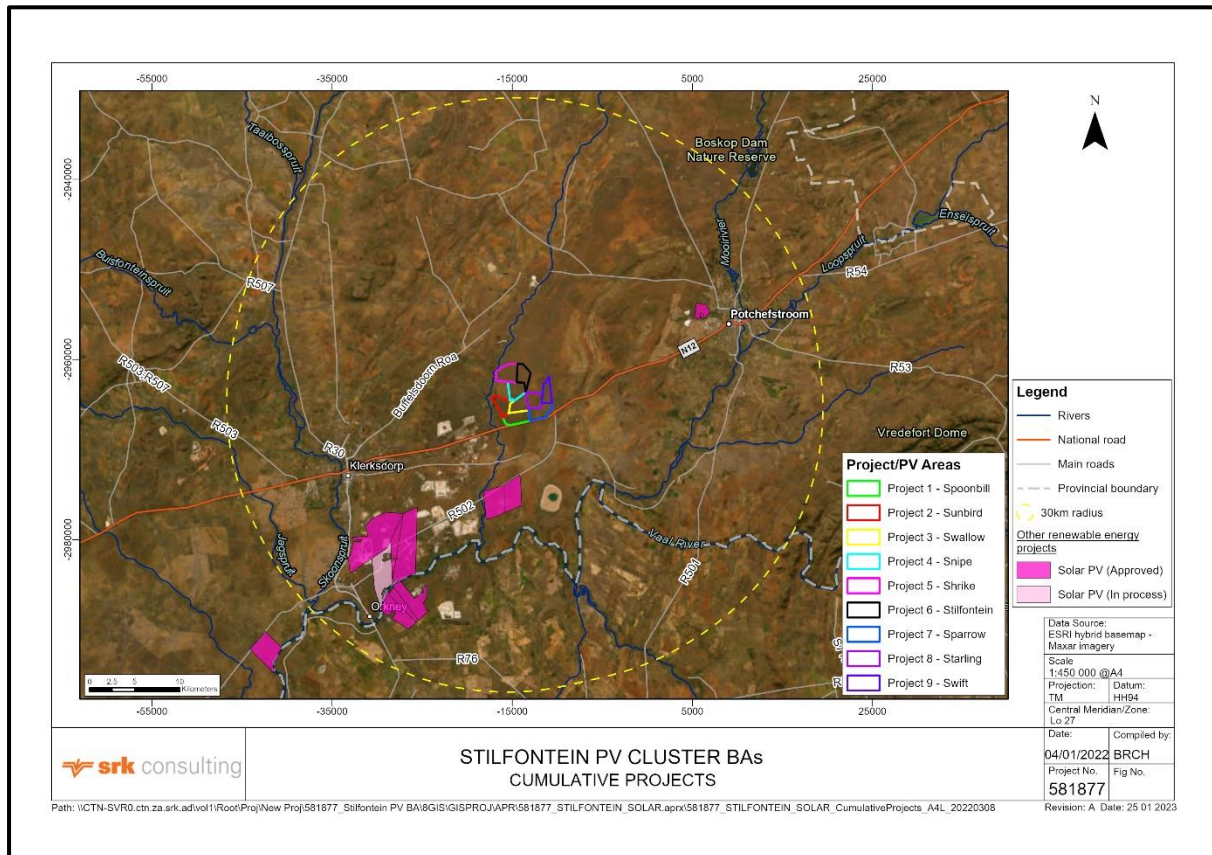 -55000 -35000 -15000 5000 25000
N
Taaibosspruit
Boskop Dam
Nature Reserve
-2940000
Mooirivier
Enselspruit
Loopspruit
R54
Buisfonteinspruit
R507
Potchefstroom
N12
-2960000
R53
R503,R507
Buffelsdoorn Roa
R503
R30
Klerksdorp
Vredefort Dome
R502
-2980000
Vaal River
Jagspruit
Skoonspruit
R501
Orkney
R76
0 2.5 5 10
Kilometers
-55000 -35000 -15000 5000 25000
Project/PV Areas
Project 1 - Spoonbill
Project 2 - Sunbird
Project 3 - Swallow
Project 4 - Snipe
Project 5 - Shrike
Project 6 - Stilfontein
Project 7 - Sparrow
Project 8 - Starling
Project 9 - Swift
Legend
Rivers
National road
Main roads
Provincial boundary
30km radius
Other renewable energy
projects
Solar PV (Approved)
Solar PV (In process)
Data Source:
ESRI hybrid basemap -
Maxar imagery
Scale
1:450 000 @A4
Projection: Datum:
TM HH94
Central Meridian/Zone:
Lo 27
Date: Compiled by:
04/01/2022 BRCH
Project No. Fig No.
581877
srk consulting
STILFONTEIN PV CLUSTER BAs
CUMULATIVE PROJECTS
Path: \\CTN-SVR0.ctn.za.srk.ad\vol1\Root\Proj\New Proj\581877_Stilfontein PV BA\8GIS\GISPROJ\APR\581877_STILFONTEIN_SOLAR.aprx\581877_STILFONTEIN_SOLAR_CumulativeProjects_A4L_20220308
Revision: A Date: 25 01 2023